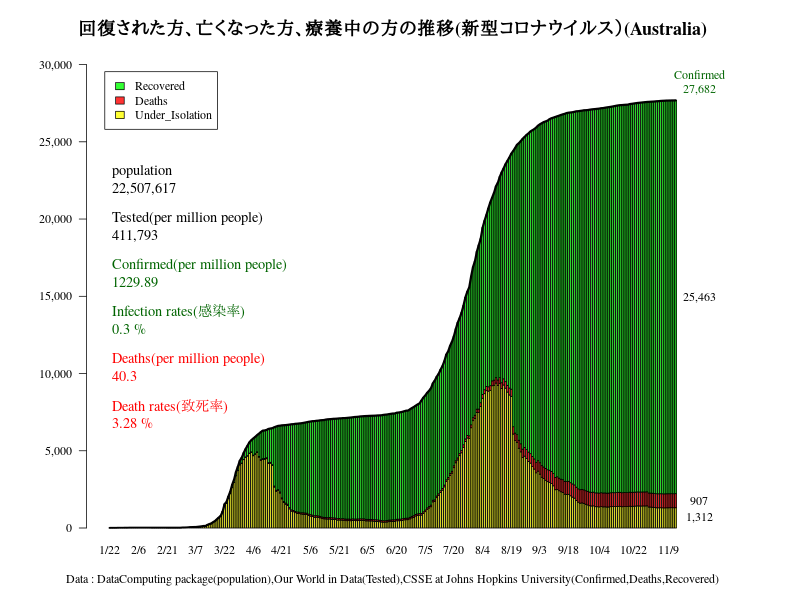 回復された方、亡くなった方、療養中の方の推移(新型コロナウイルス）(Australia)
30,000
25,000
20,000
15,000
10,000
5,000
0
Recovered
Deaths
Under_Isolation
population
22,507,617
Tested(per million people)
411,793
Confirmed(per million people)
1229.89
Infection rates(感染率)
0.3 %
Deaths(per million people)
40.3
Death rates(致死率)
3.28 %
Confirmed
27,682
25,463
907
1,312
1/22 2/6 2/21 3/7 3/22 4/6 4/21 5/6 5/21 6/5 6/20 7/5 7/20 8/4 8/19 9/3 9/18 10/4 10/22 11/9
Data : DataComputing package(population),Our World in Data(Tested),CSSE at Johns Hopkins University(Confirmed,Deaths,Recovered)